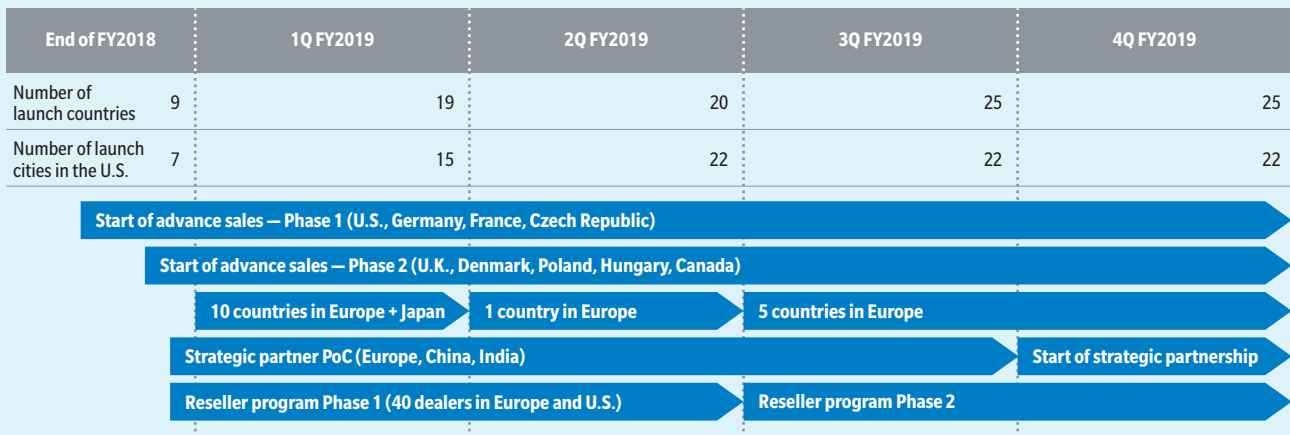 End of FY2018 1Q FY2019 2Q FY2019 3Q FY2019 4Q FY2019
Number of
launch countries 9 19 20 25 25
Number of launch
cities in the U.S. 7 15 22 22 22
Start of advance sales — Phase 1 (U.S., Germany, France, Czech Republic)
Start of advance sales — Phase 2 (U.K., Denmark, Poland, Hungary, Canada)
10 countries in Europe + Japan 1 country in Europe 5 countries in Europe
Strategic partner PoC (Europe, China, India) Start of strategic partnership
Reseller program Phase 1 (40 dealers in Europe and U.S.) Reseller program Phase 2